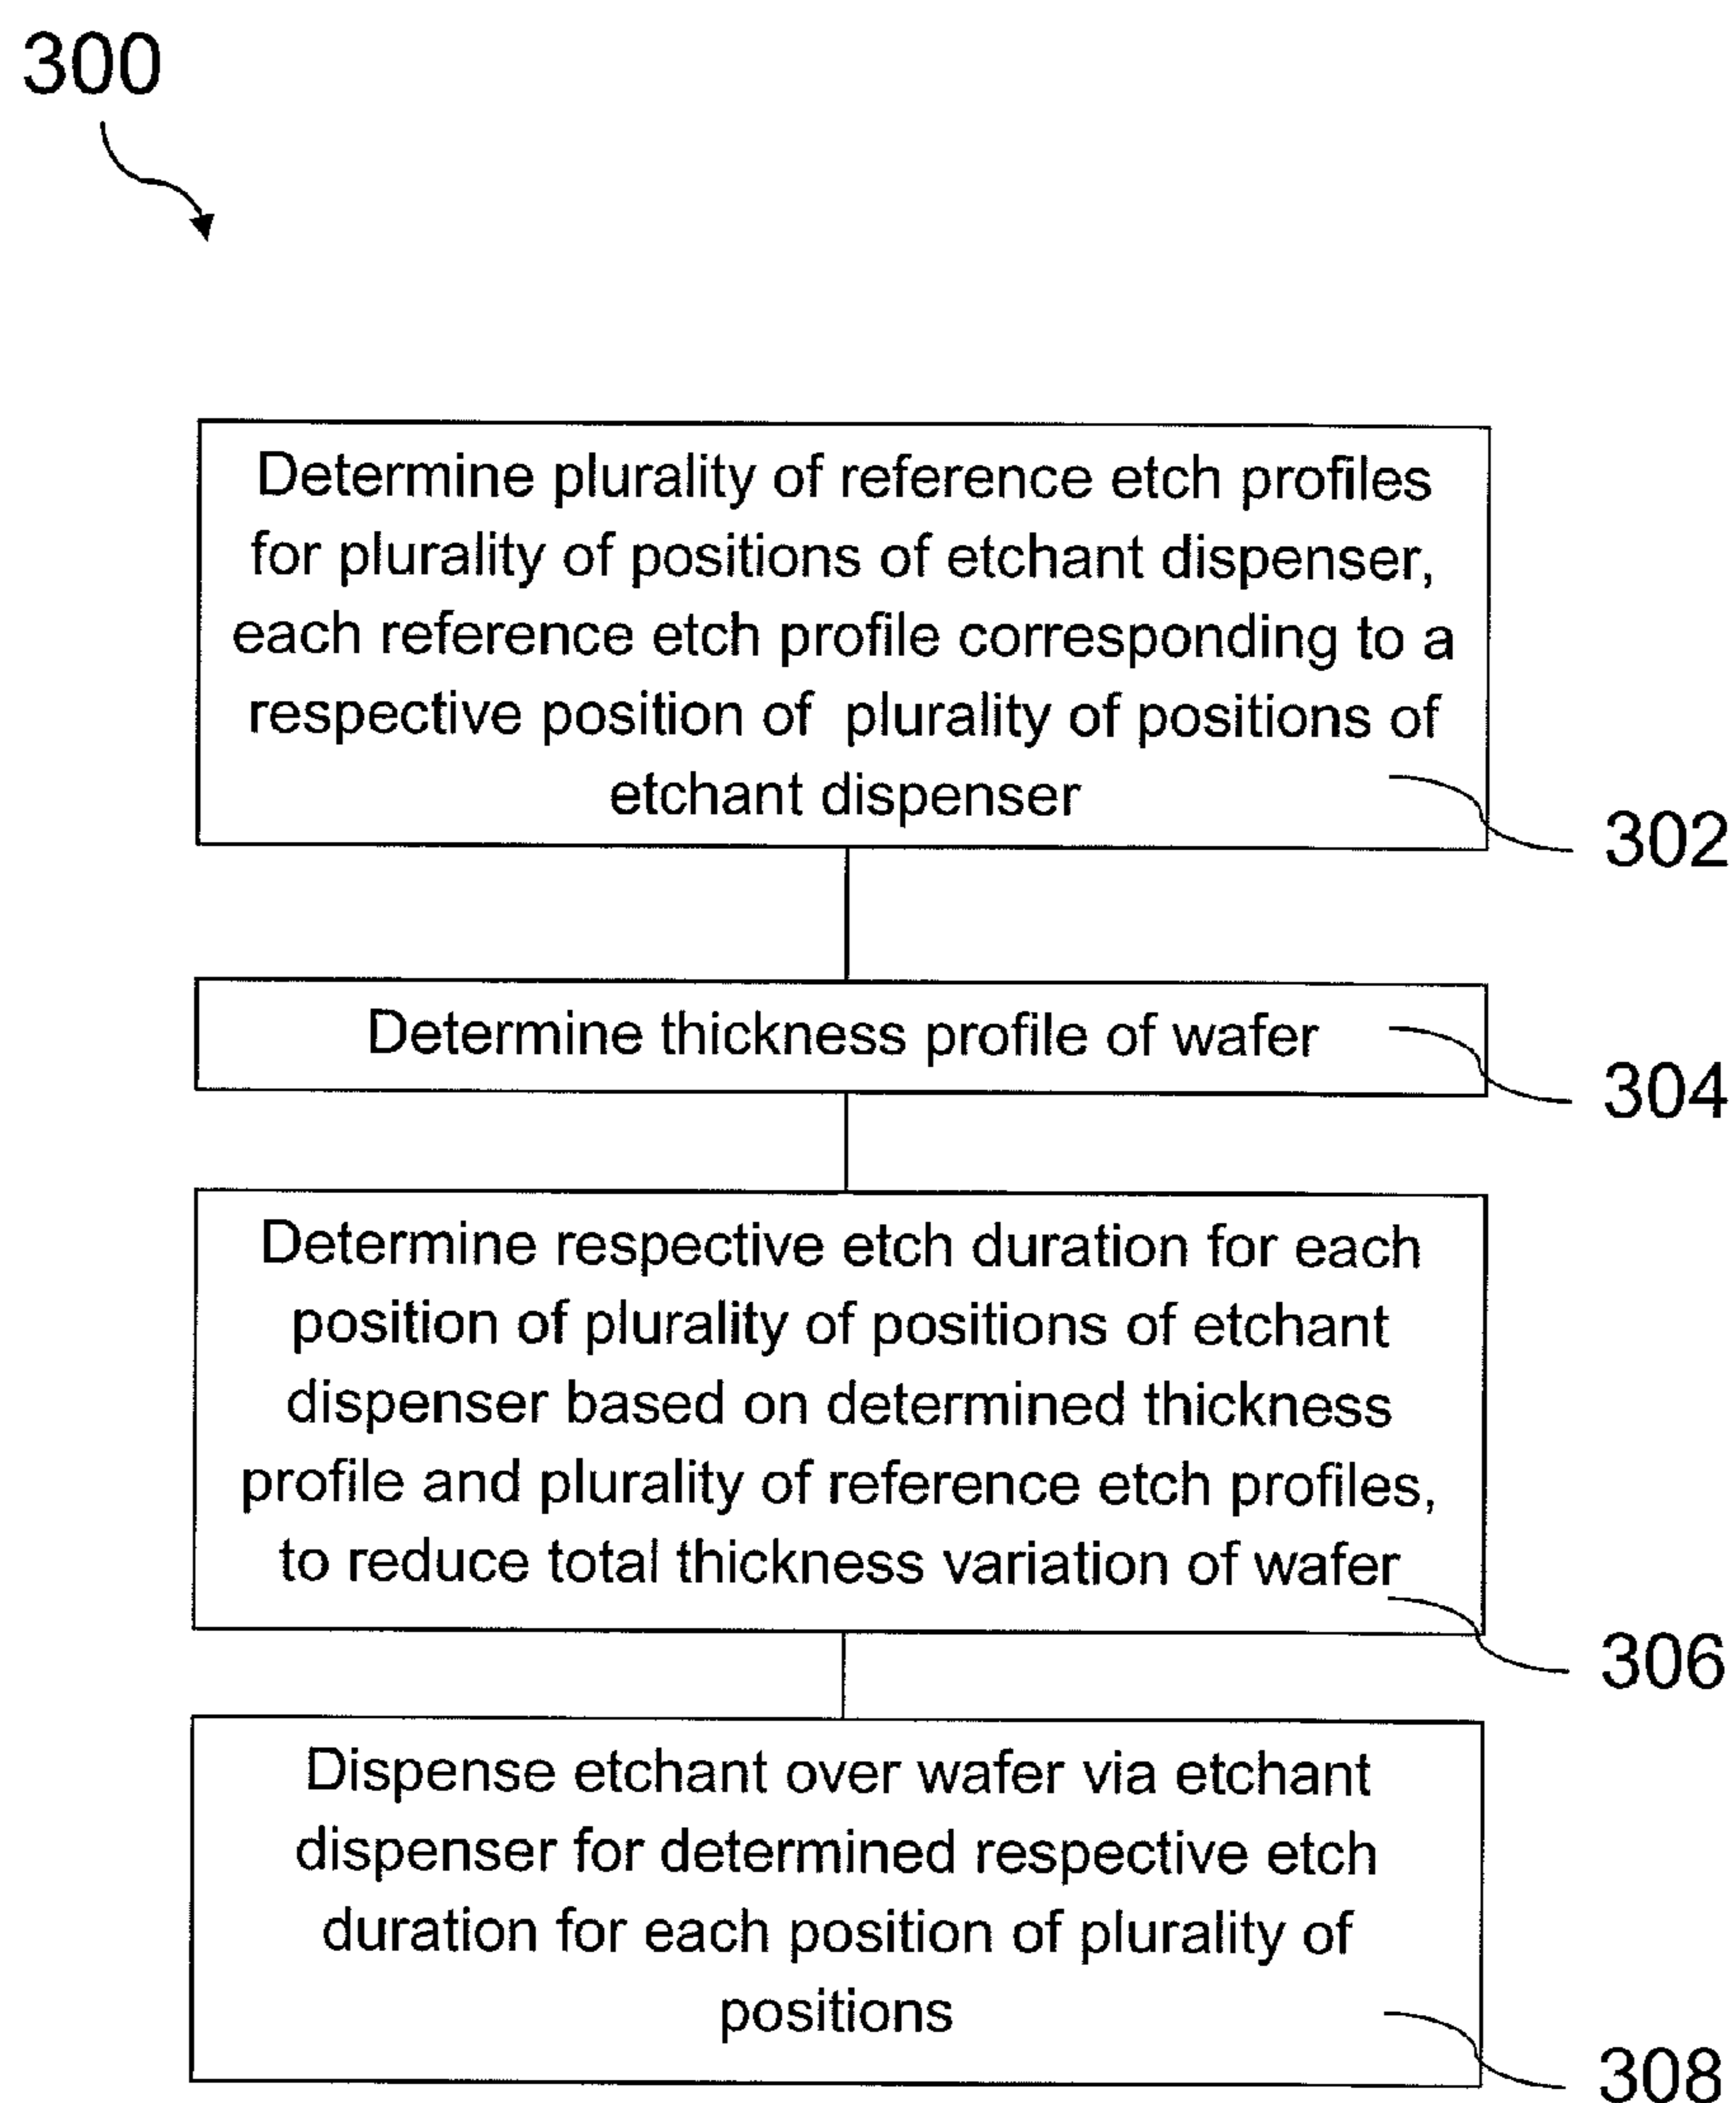 300
Determine plurality of reference etch profiles
for plurality of positions of etchant dispenser,
each reference etch profile corresponding to a
respective position of plurality of positions of
etchant dispenser
302
Determine thickness profile of wafer
304
Determine respective etch duration for each
position of plurality of positions of etchant
dispenser based on determined thickness
profile and plurality of reference etch profiles,
to reduce total thickness variation of wafer
306
Dispense etchant over wafer via etchant
dispenser for determined respective etch
duration for each position of plurality of
positions
308